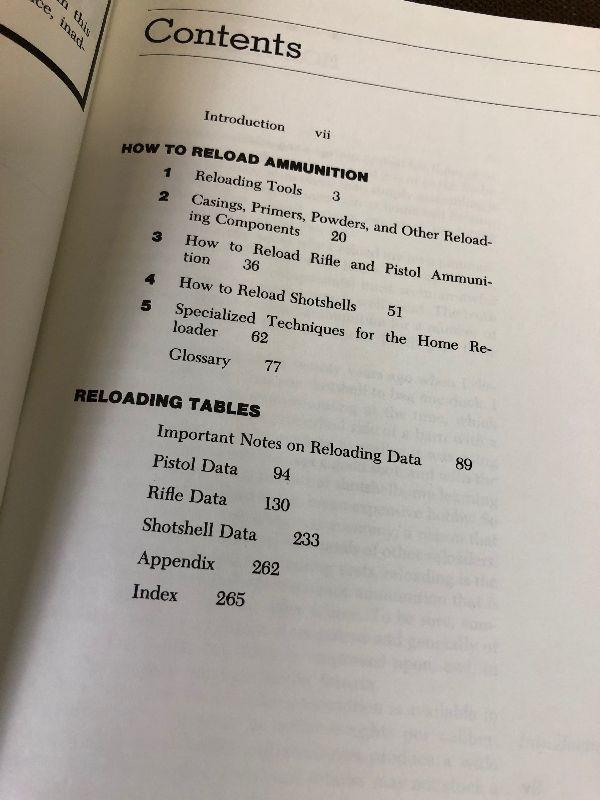 this
ce, inad-
Contents
Introduction vii
HOW TO RELOAD AMMUNITION
1 Reloading Tools 3
2 Casings, Primers, Powders, and Other Reload-
ing Components 20
3 How to Reload Rifle and Pistol Ammuni-
tion 36
4 How to Reload Shotshells 51
5 Specialized Techniques for the Home Re-
loader 62
Glossary 77
RELOADING TABLES
Important Notes on Reloading Data 89
Pistol Data 94
Rifle Data 130
Shotshell Data 233
Appendix 262
Index 265